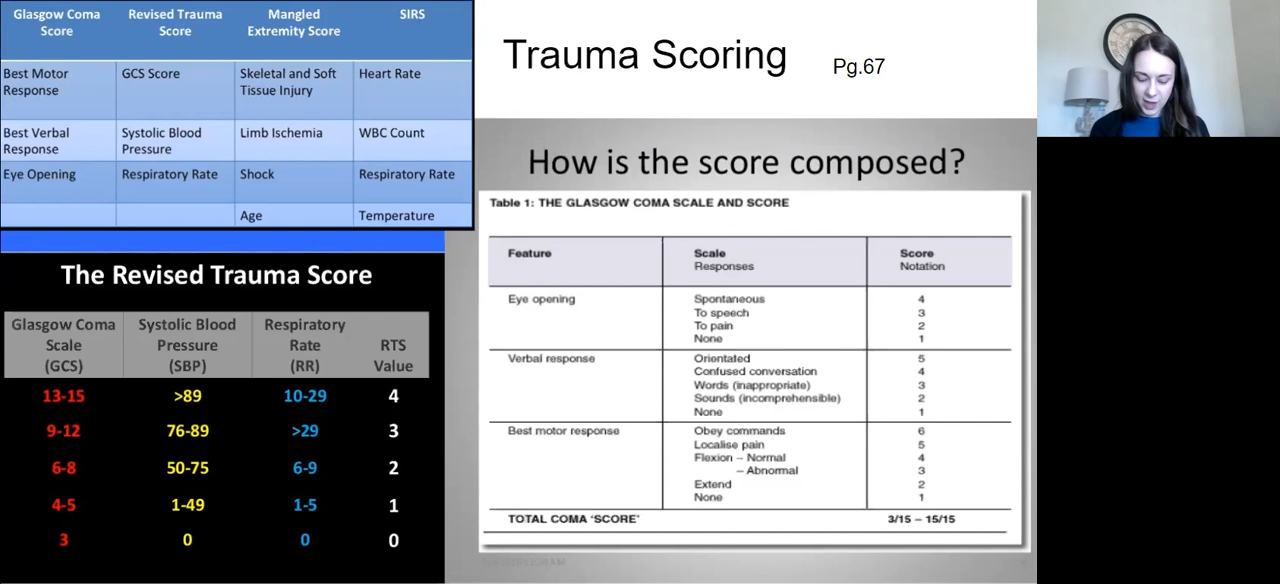 Glasgow Coma Score Revised Trauma Score Mangled Extremity Score SIRS
Best Motor Response GCS Score Skeletal and Soft Tissue Injury Heart Rate
Best Verbal Response Systolic Blood Pressure Limb Ischemia WBC Count
Eye Opening Respiratory Rate Shock Respiratory Rate
Age Temperature
The Revised Trauma Score
Glasgow Coma Scale (GCS) Systolic Blood Pressure (SBP) Respiratory Rate (RR) RTS Value
13-15 >89 10-29 4
9-12 76-89 >29 3
6-8 50-75 6-9 2
4-5 1-49 1-5 1
3 0 0 0
Trauma Scoring Pg.67
How is the score composed?
Table 1: THE GLASGOW COMA SCALE AND SCORE
Feature Scale Score
Responses Notation
Eye opening Spontaneous 4
To speech 3
To pain 2
None 1
Verbal response Orientated 5
Confused conversation 4
Words (inappropriate) 3
Sounds (incomprehensible) 2
None 1
Best motor response Obey commands 6
Localise pain 5
Flexion – Normal 4
– Abnormal 3
Extend 2
None 1
TOTAL COMA 'SCORE' 3/15 – 15/15